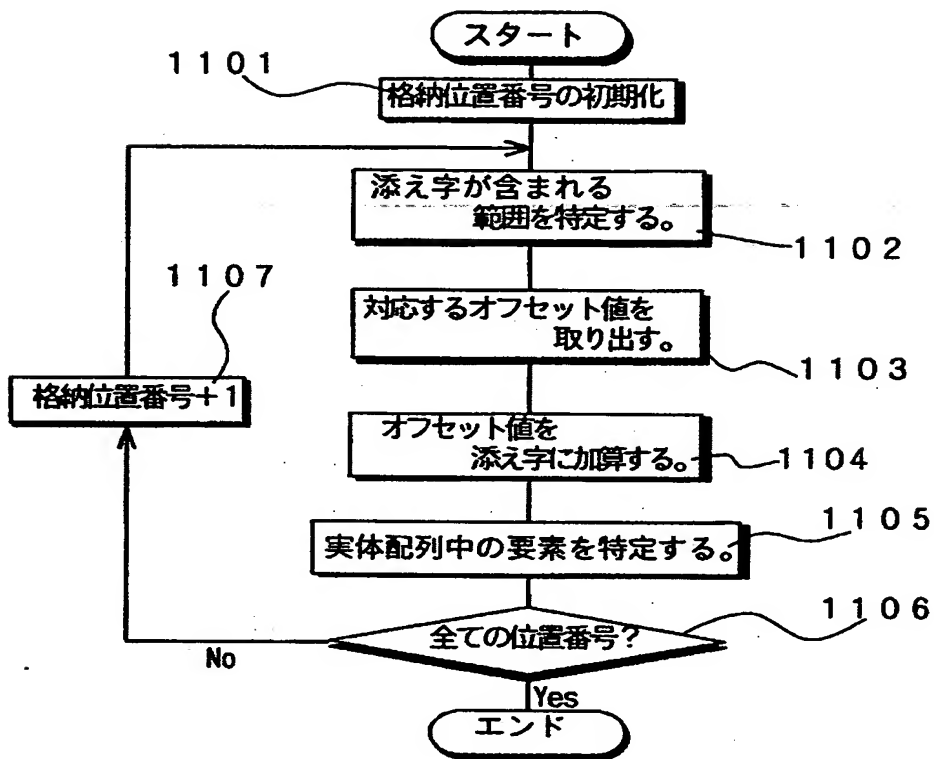 スタート
1101
格納位置番号の初期化
添え字が含まれる
範囲を特定する。
1102
1107
対応するオフセット値を
取り出す。
1103
格納位置番号+1
オフセット値を
添え字に加算する。
1104
1105
実体配列中の要素を特定する。
1106
全ての位置番号?
No
Yes
エンド